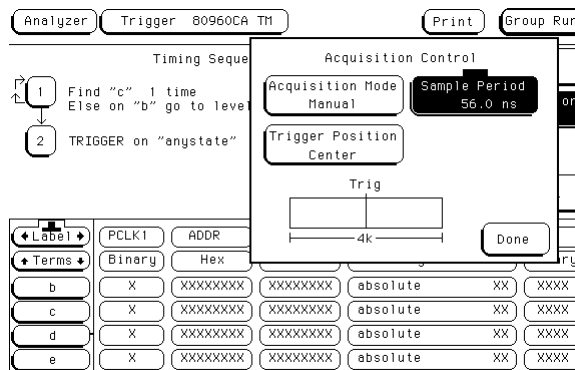 Analyzer Trigger 80960CA TM Print Group Run
Timing Seque
1 Find "c" 1 time
Else on "b" go to level
2 TRIGGER on "anystate"
Acquisition Control
Acquisition Mode
Manual
Sample Period
56.0 ns
Trigger Position
Center
Trig
4k
Done
Label PCLK1 ADDR
Terms Binary Hex
b X XXXXXXXX XXXXXXXX absolute XX XXXX
c X XXXXXXXX XXXXXXXX absolute XX XXXX
d X XXXXXXXX XXXXXXXX absolute XX XXXX
e X XXXXXXXX XXXXXXXX absolute XX XXXX